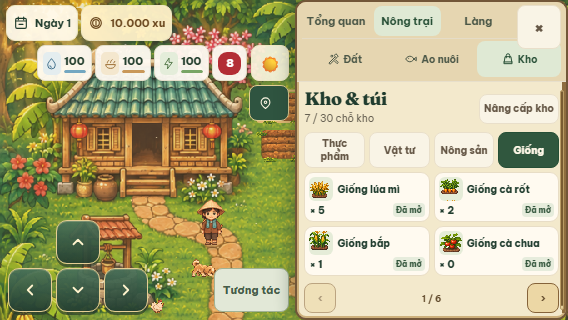 Ngày 1
10.000 xu
100
100
100
8
Tương tác
Tổng quan
Nông trại
Làng
×
Đất
Ao nuôi
Kho
Kho & túi
7 / 30 chỗ kho
Nâng cấp kho
Thực phẩm
Vật tư
Nông sản
Giống
Giống lúa mì
× 5
Đã mở
Giống cà rốt
× 2
Đã mở
Giống bắp
× 1
Đã mở
Giống cà chua
× 0
Đã mở
‹
1 / 6
›